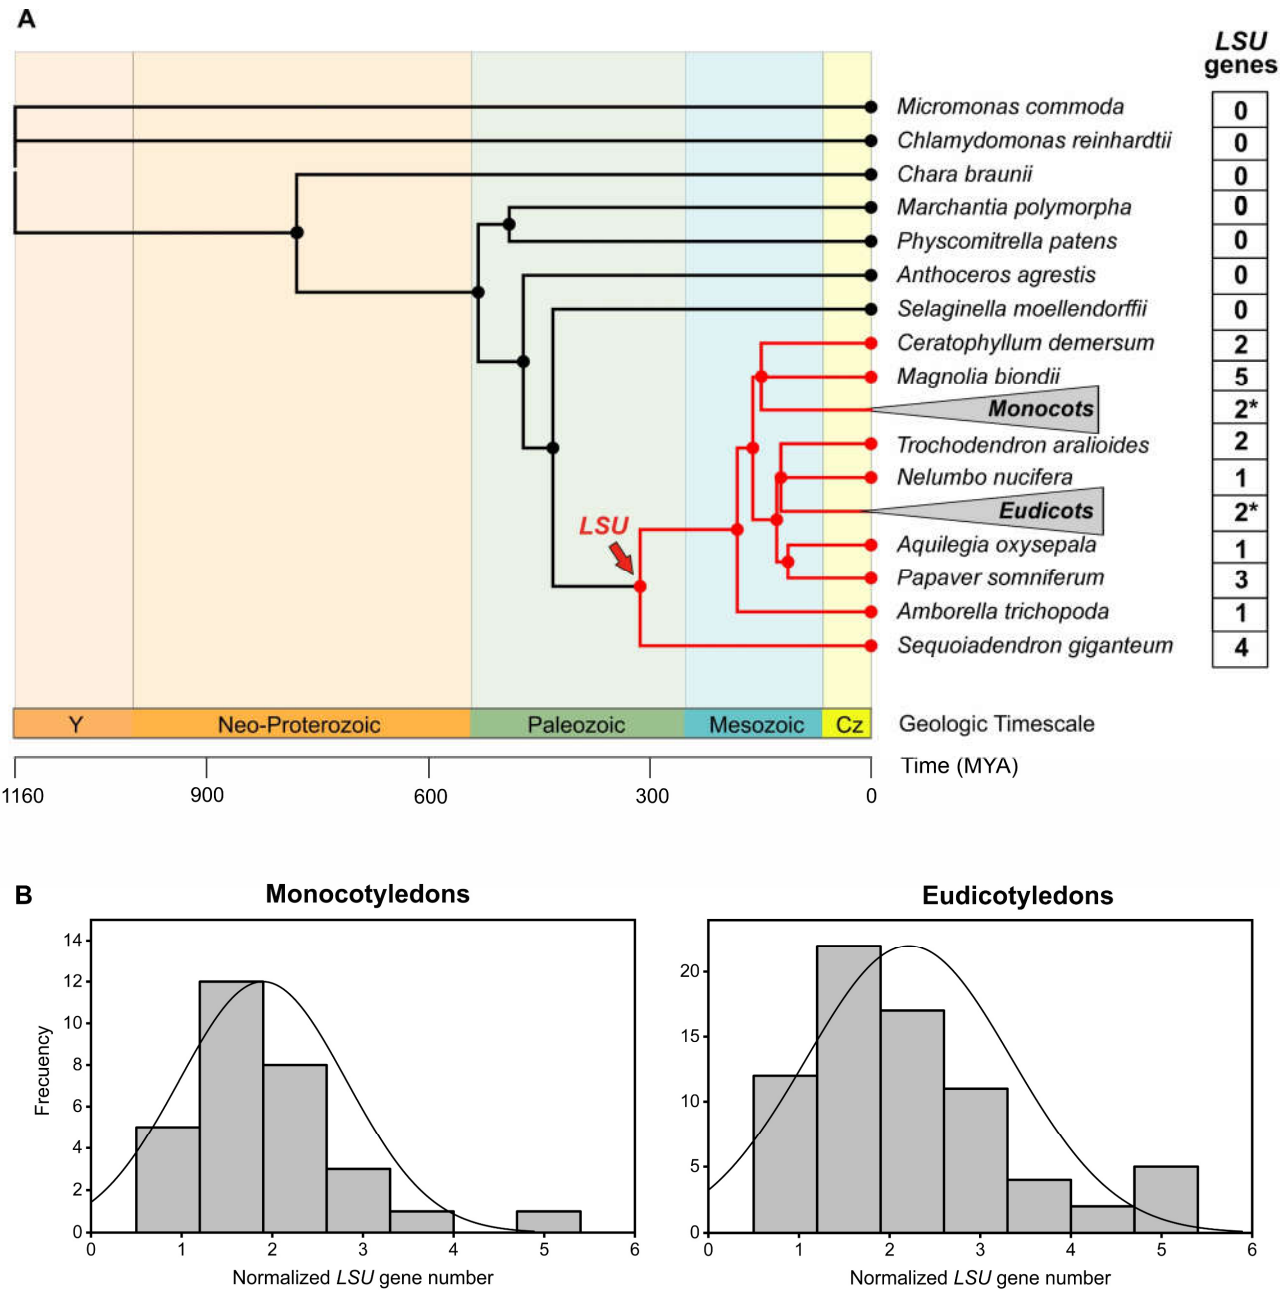 A
LSU
genes
Micromonas commoda 0
Chlamydomonas reinhardtii 0
Chara braunii 0
Marchantia polymorpha 0
Physcomitrella patens 0
Anthoceros agrestis 0
Selaginella moellendorffii 0
Ceratophyllum demersum 2
Magnolia biondii 5
Monocots 2*
Trochodendron aralioides 2
Nelumbo nucifera 1
Eudicots 2*
LSU
Aquilegia oxysepala 1
Papaver somniferum 3
Amborella trichopoda 1
Sequoiadendron giganteum 4
Y Neo-Proterozoic Paleozoic Mesozoic Cz Geologic Timescale
Time (MYA)
1160 900 600 300 0
B
Monocotyledons
Frecuency
14
12
10
8
6
4
2
0
0 1 2 3 4 5 6
Normalized LSU gene number
Eudicotyledons
20
15
10
5
0
0 1 2 3 4 5 6
Normalized LSU gene number